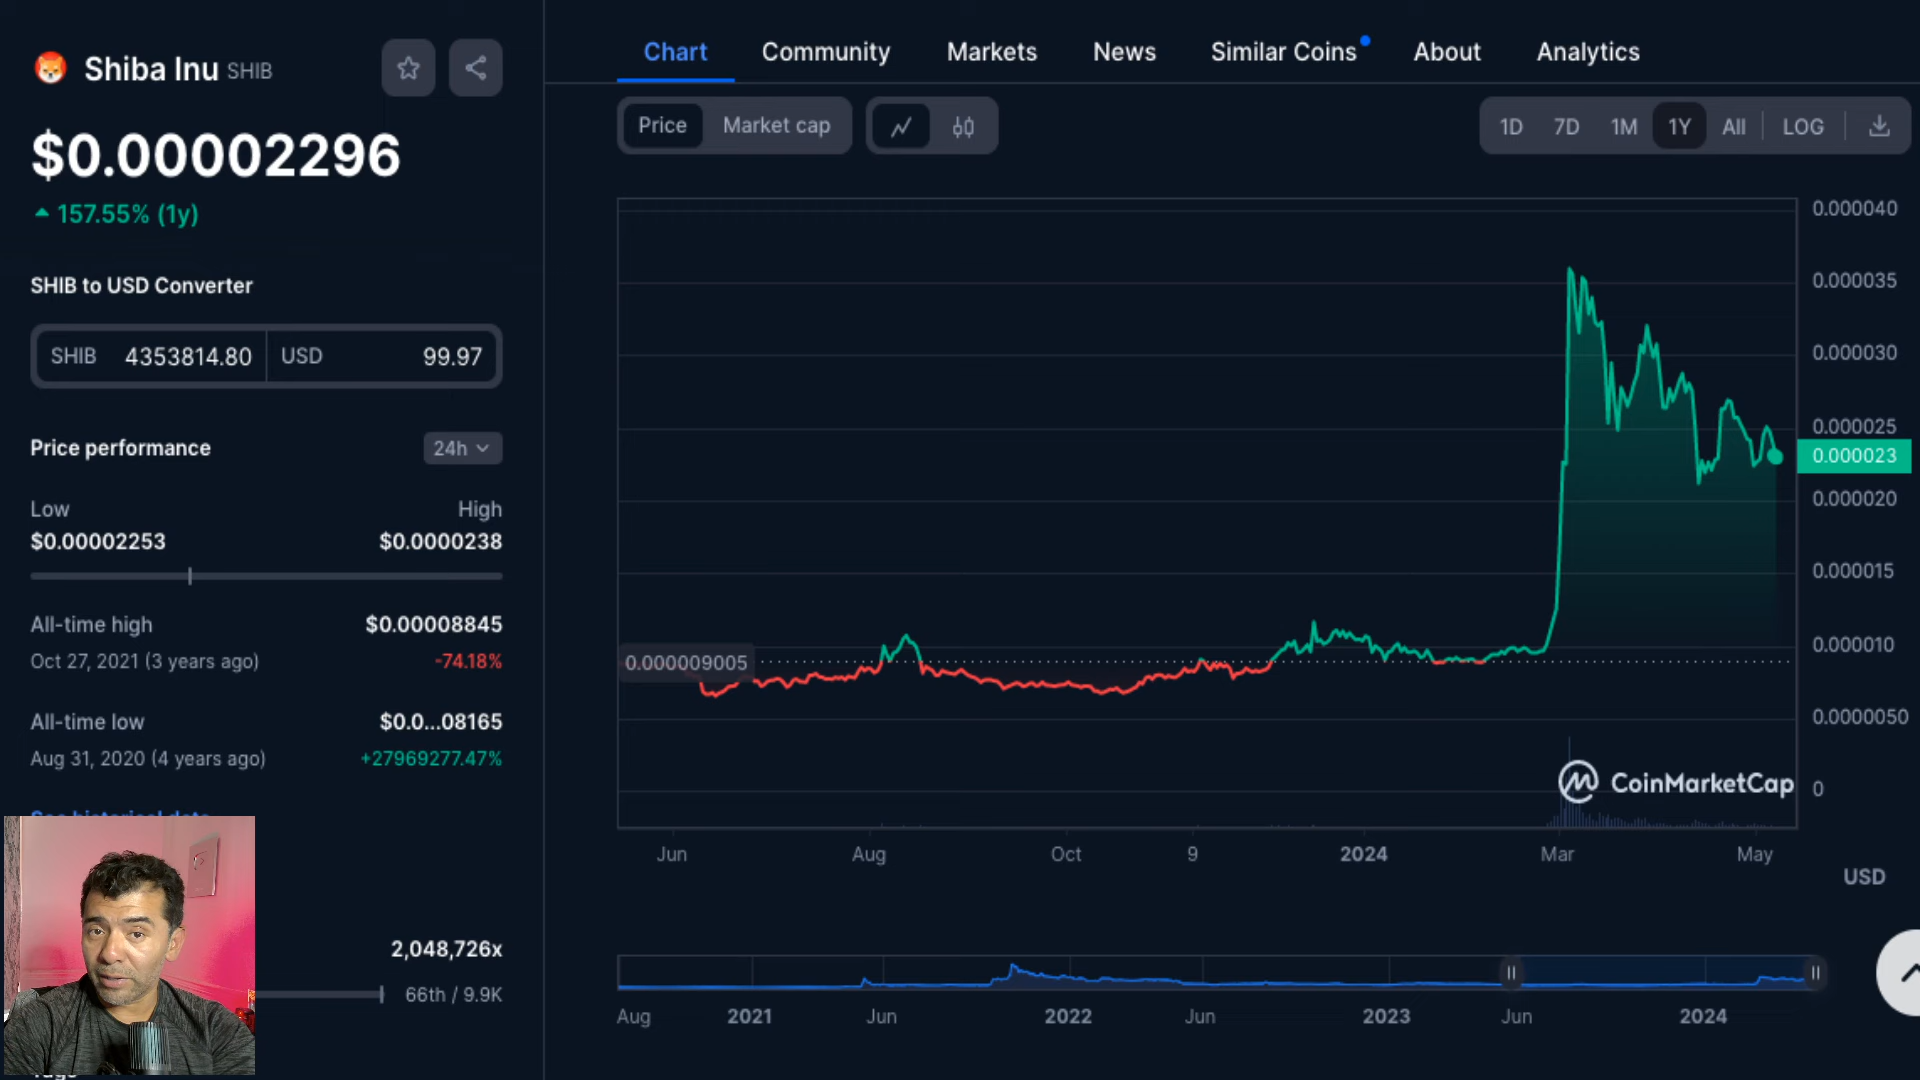 Shiba Inu SHIB
$0.00002296
157.55% (1y)
SHIB to USD Converter
SHIB 4353814.80 USD 99.97
Price performance 24h
Low High
$0.00002253 $0.0000238
All-time high $0.00008845
Oct 27, 2021 (3 years ago) -74.18%
All-time low $0.0...08165
Aug 31, 2020 (4 years ago) +27969277.47%
See historical data
2,048,726x
66th / 9.9K
Tags
Chart Community Markets News Similar Coins About Analytics
Price Market cap 1D 7D 1M 1Y All LOG
0.000040
0.000035
0.000030
0.000025
0.000023
0.000020
0.000015
0.000010
0.000009005
0.0000050
CoinMarketCap 0
Jun Aug Oct 9 2024 Mar May
USD
Aug 2021 Jun 2022 Jun 2023 Jun 2024